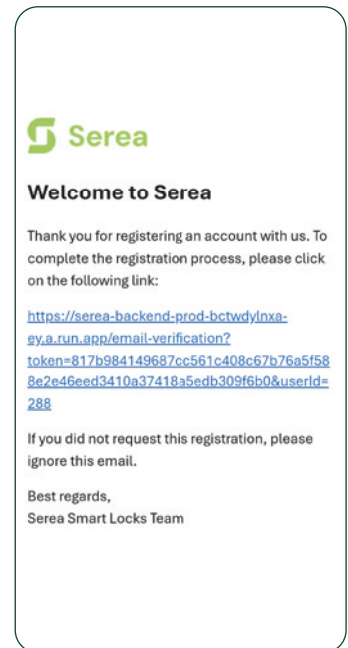 Serea
Welcome to Serea
Thank you for registering an account with us. To
complete the registration process, please click
on the following link:
https://serea-backend-prod-bctwdylnxa-
ey.a.run.app/email-verification?
token=817b984149687cc561c408c67b76a5f58
8e2e46eed3410a37418a5edb309f6b0&userId=
288
If you did not request this registration, please
ignore this email.
Best regards,
Serea Smart Locks Team